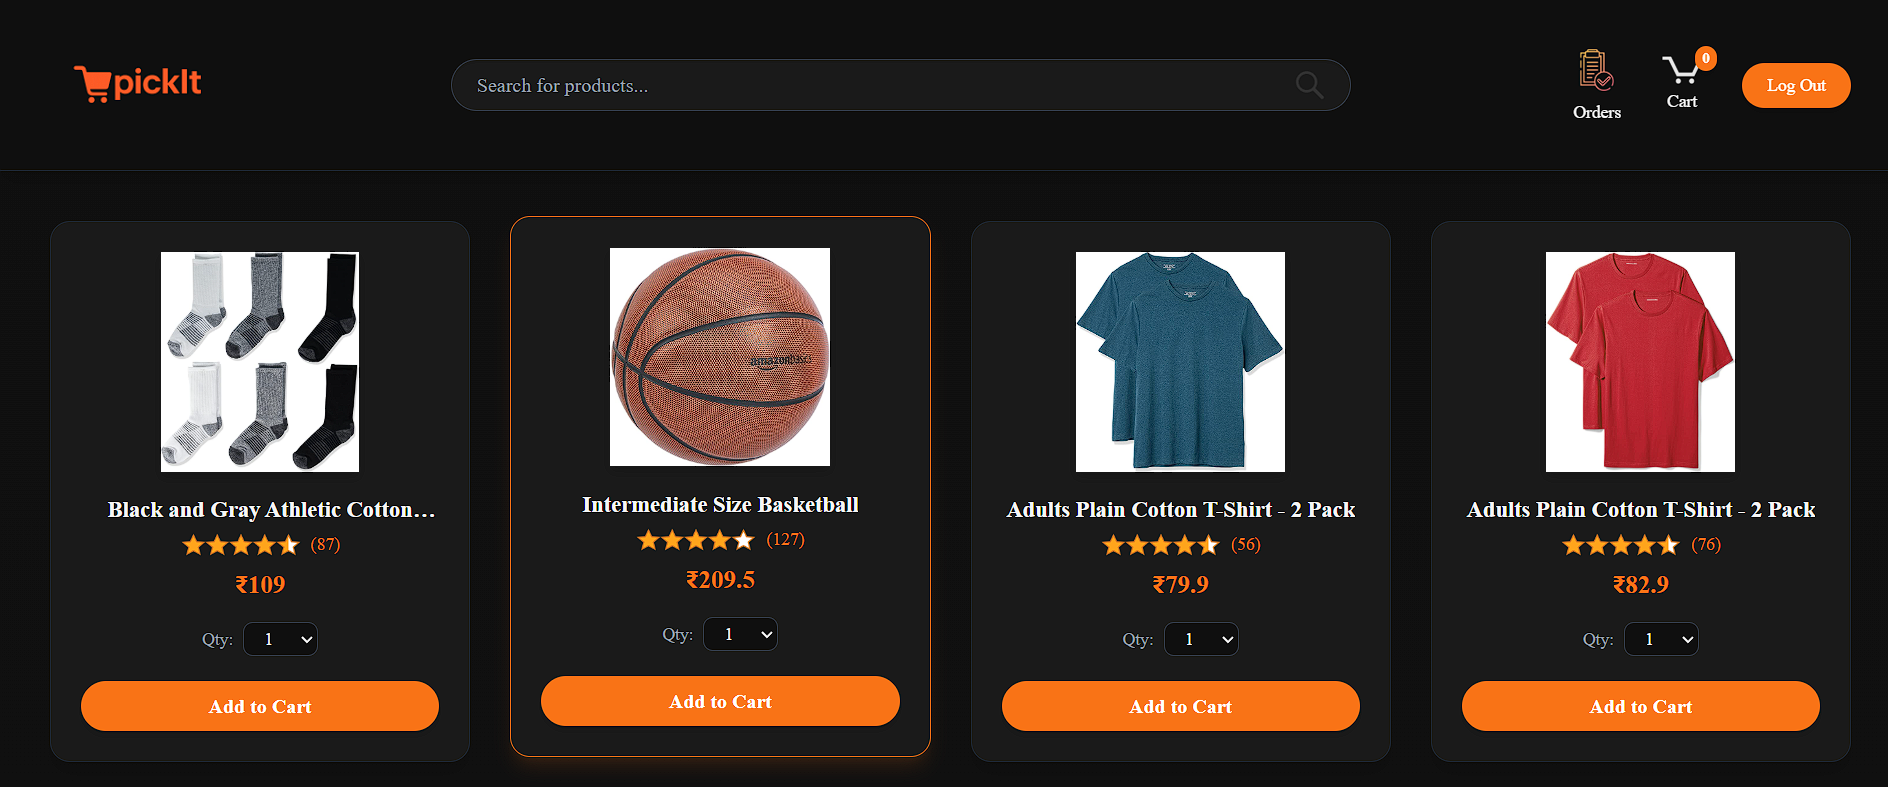 pickIt
Search for products...
Orders
0
Cart
Log Out
Black and Gray Athletic Cotton...
(87)
₹109
Qty: 1
Add to Cart
Intermediate Size Basketball
(127)
₹209.5
Qty: 1
Add to Cart
Adults Plain Cotton T-Shirt - 2 Pack
(56)
₹79.9
Qty: 1
Add to Cart
Adults Plain Cotton T-Shirt - 2 Pack
(76)
₹82.9
Qty: 1
Add to Cart